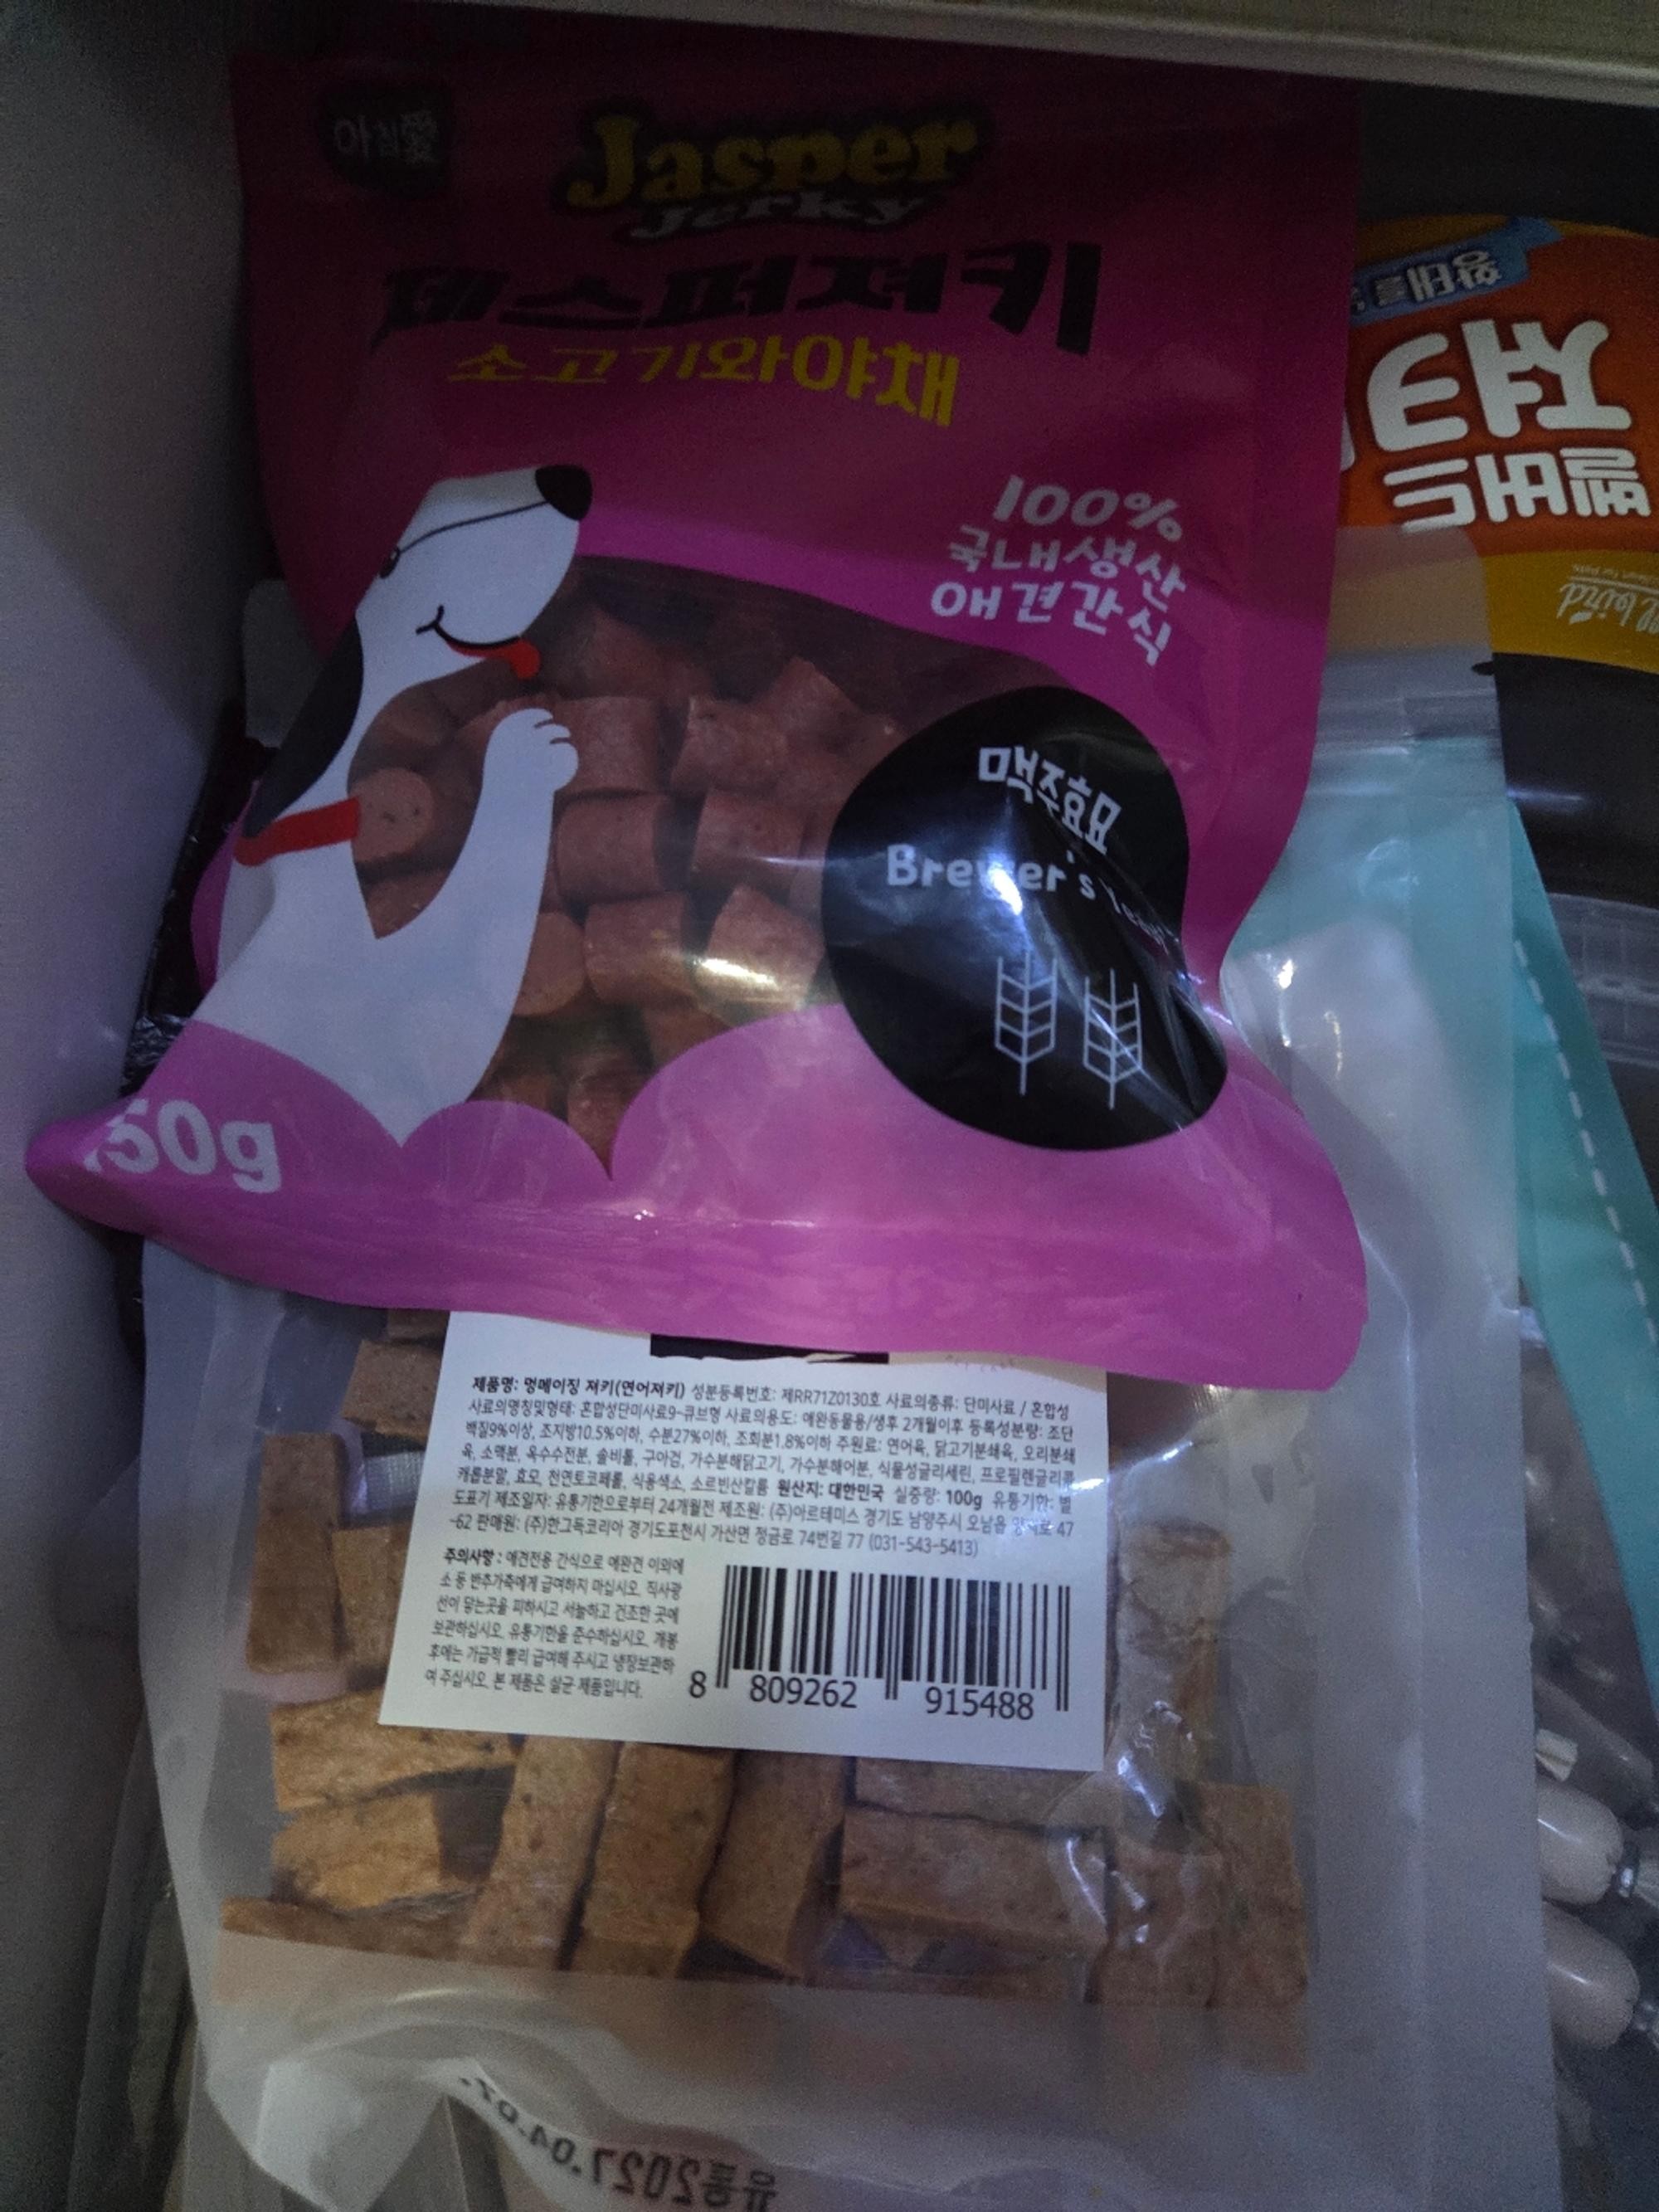 아침愛
Jasper
Jerky
제스퍼져키
소고기와야채
100%
국내생산
애견간식
맥주효모
Brewer's Yeast
50g
져키
제품명: 멍메이징 져키(연어져키) 성분등록번호: 제RR71Z0130호 사료의종류: 단미사료 / 혼합성
사료의명칭및형태: 혼합성단미사료9-큐브형 사료의용도: 애완동물용/생후 2개월이후 등록성분량: 조단
백질9%이상, 조지방10.5%이하, 수분27%이하, 조회분1.8%이하 주원료: 연어육, 닭고기분쇄육, 오리분쇄
육, 소맥분, 옥수수전분, 솔비톨, 구아검, 가수분해닭고기, 가수분해어분, 식물성글리세린, 프로필렌글리콜
캐롭분말, 효모, 천연토코페롤, 식용색소, 소르빈산칼륨 원산지: 대한민국 실중량: 100g 유통기한: 별
도표기 제조일자: 유통기한으로부터 24개월전 제조원: (주)아르테미스 경기도 남양주시 오남읍 47
-62 판매원: (주)한그득코리아 경기도포천시 가산면 정금로 74번길 77 (031-543-5413)
주의사항 : 애견전용 간식으로 애완견 이외에
소 등 반추가축에게 급여하지 마십시오. 직사광
선이 닿는곳을 피하시고 서늘하고 건조한 곳에
보관하십시오. 유통기한을 준수하십시오. 개봉
후에는 가급적 빨리 급여해 주시고 냉장보관하
여 주십시오. 본 제품은 살균 제품입니다.
8 809262 915488
유통2027.04.